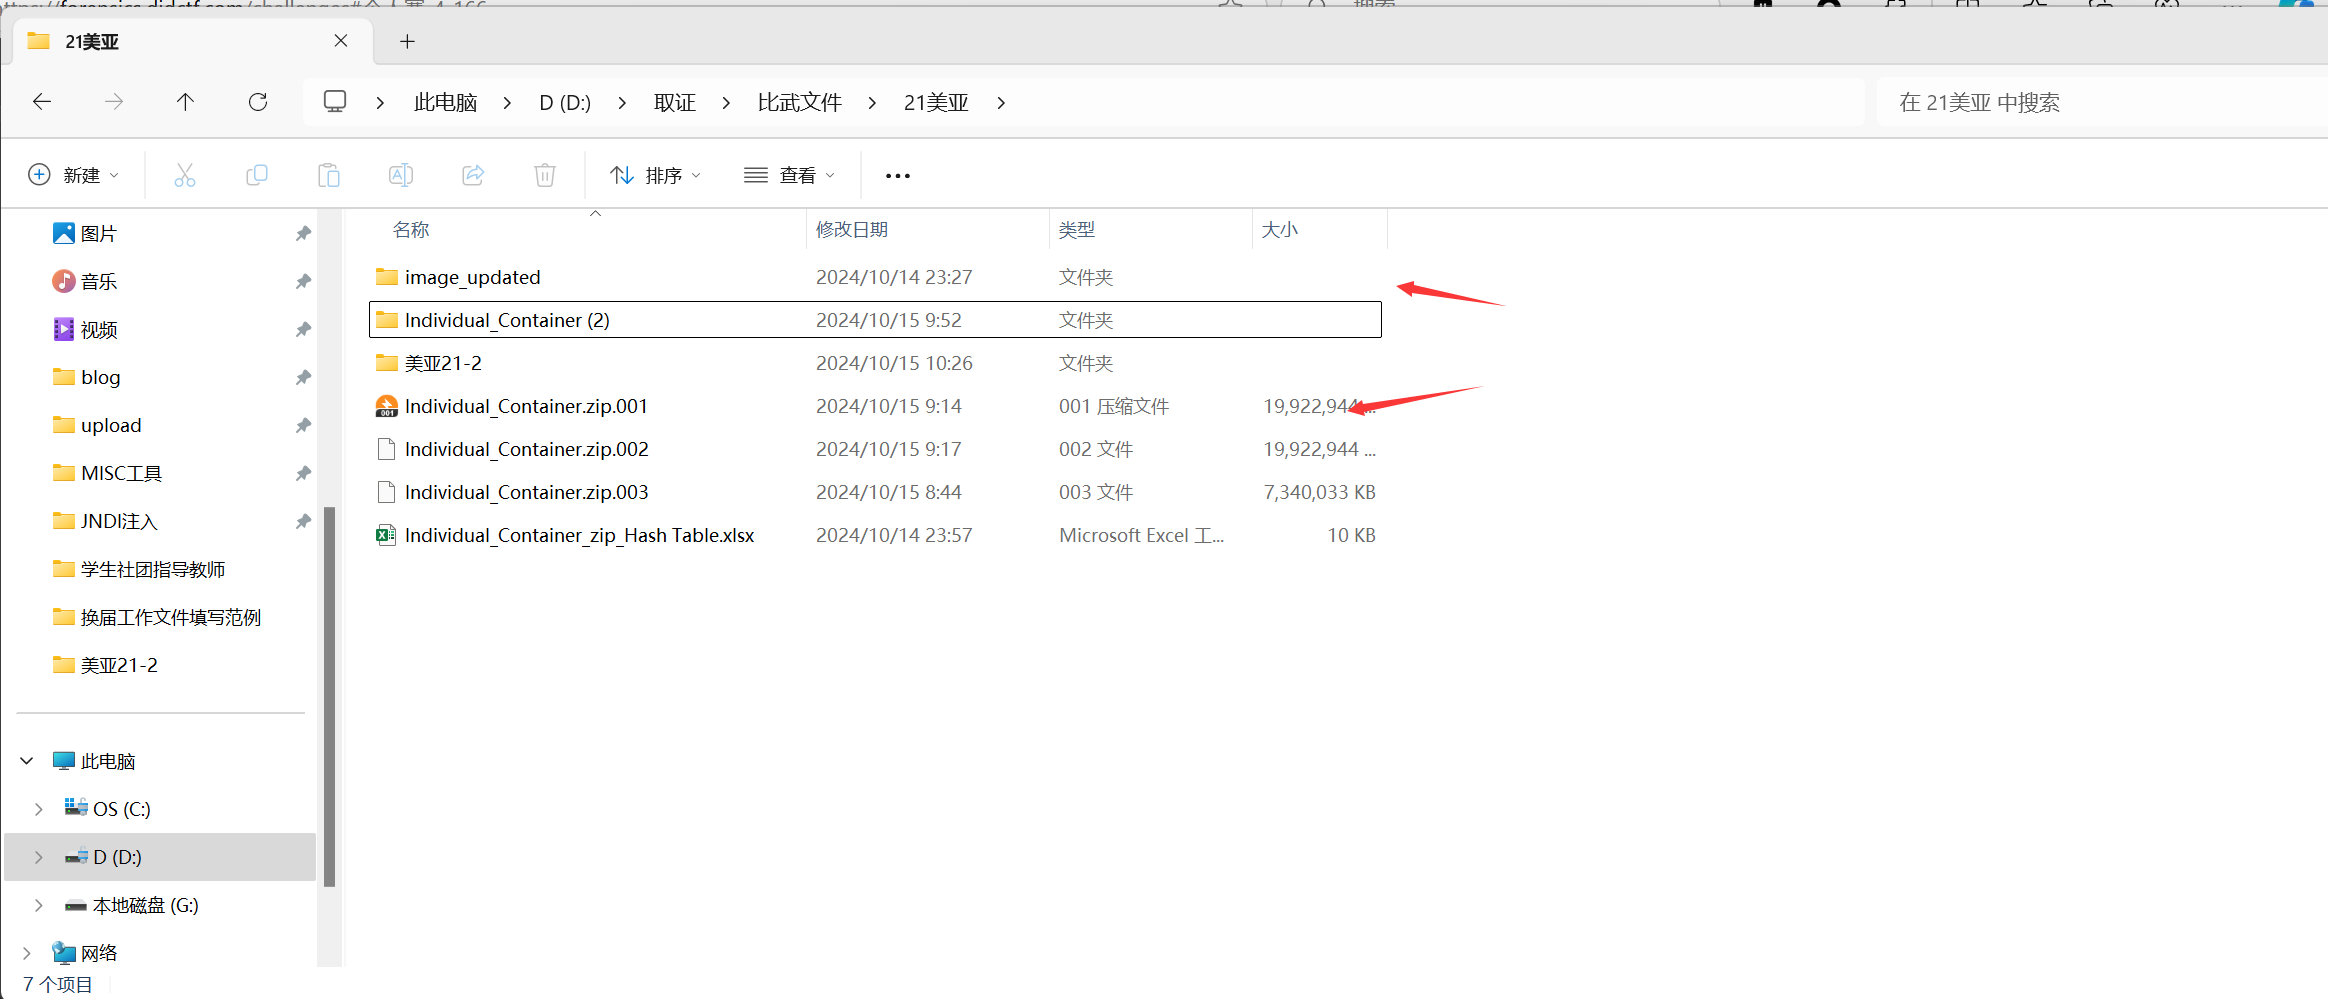 21美亚
此电脑 D (D:) 取证 比武文件 21美亚
在 21美亚 中搜索
新建 排序 查看
图片
音乐
视频
blog
upload
MISC工具
JNDI注入
学生社团指导教师
换届工作文件填写范例
美亚21-2
此电脑
OS (C:)
D (D:)
本地磁盘 (G:)
网络
名称 修改日期 类型 大小
image_updated 2024/10/14 23:27 文件夹
Individual_Container (2) 2024/10/15 9:52 文件夹
美亚21-2 2024/10/15 10:26 文件夹
Individual_Container.zip.001 2024/10/15 9:14 001 压缩文件 19,922,944 ...
Individual_Container.zip.002 2024/10/15 9:17 002 文件 19,922,944 ...
Individual_Container.zip.003 2024/10/15 8:44 003 文件 7,340,033 KB
Individual_Container_zip_Hash Table.xlsx 2024/10/14 23:57 Microsoft Excel 工... 10 KB
7 个项目